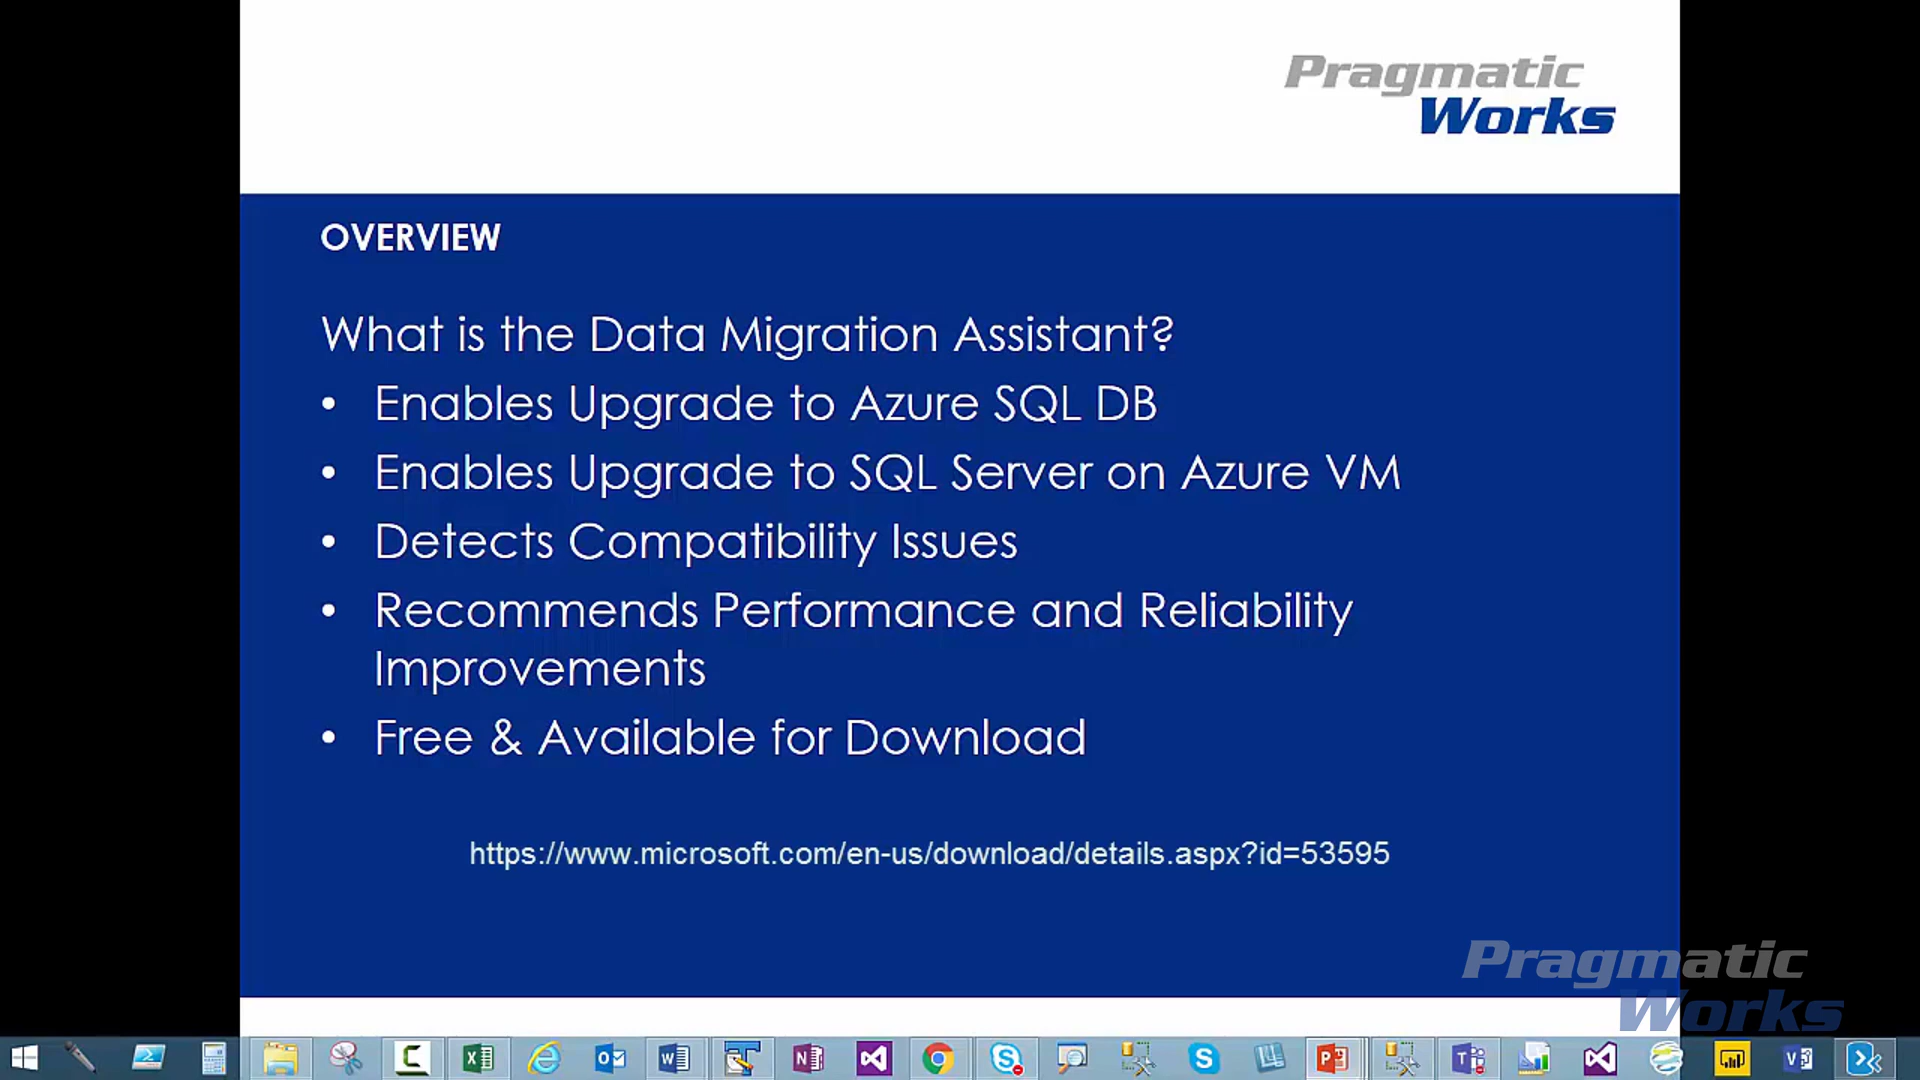 Pragmatic
Works
OVERVIEW
What is the Data Migration Assistant?
• Enables Upgrade to Azure SQL DB
• Enables Upgrade to SQL Server on Azure VM
• Detects Compatibility Issues
• Recommends Performance and Reliability
Improvements
• Free & Available for Download
https://www.microsoft.com/en-us/download/details.aspx?id=53595
Pragmatic
Works